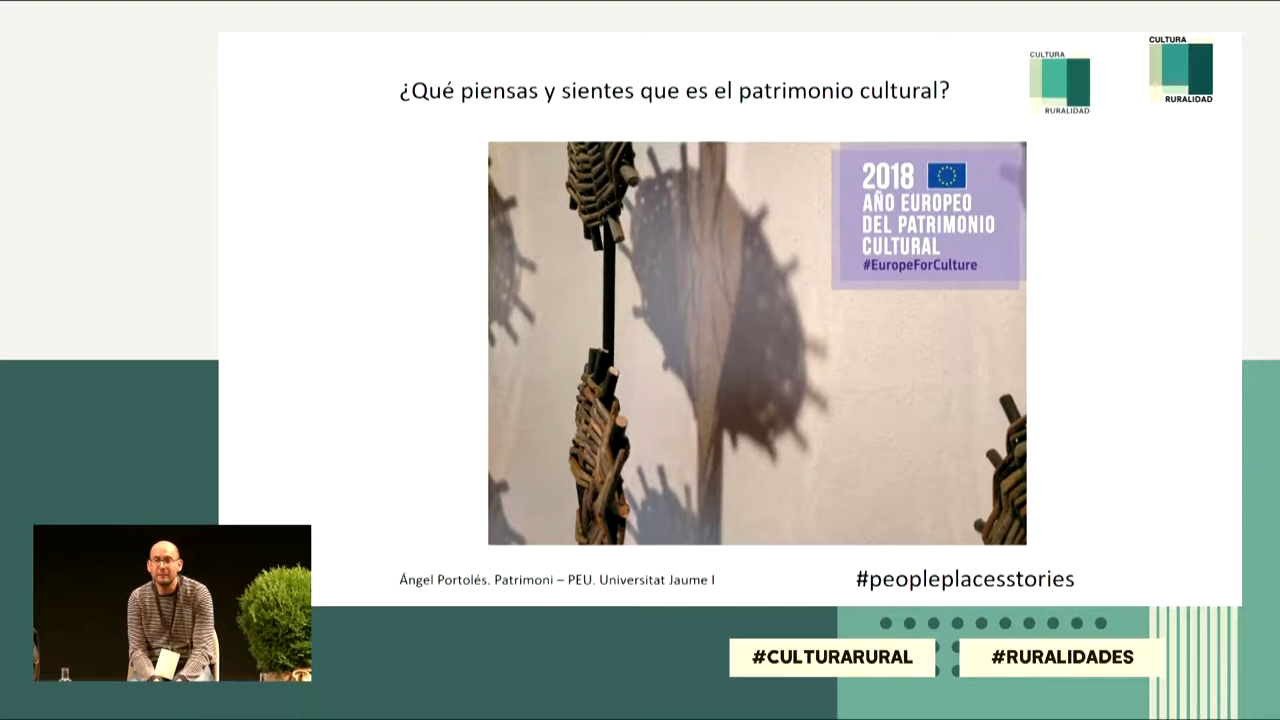 ¿Qué piensas y sientes que es el patrimonio cultural?
CULTURA
RURALIDAD
CULTURA
RURALIDAD
2018
AÑO EUROPEO
DEL PATRIMONIO
CULTURAL
#EuropeForCulture
Ángel Portolés. Patrimoni – PEU. Universitat Jaume I
#peopleplacesstories
#CULTURARURAL
#RURALIDADES